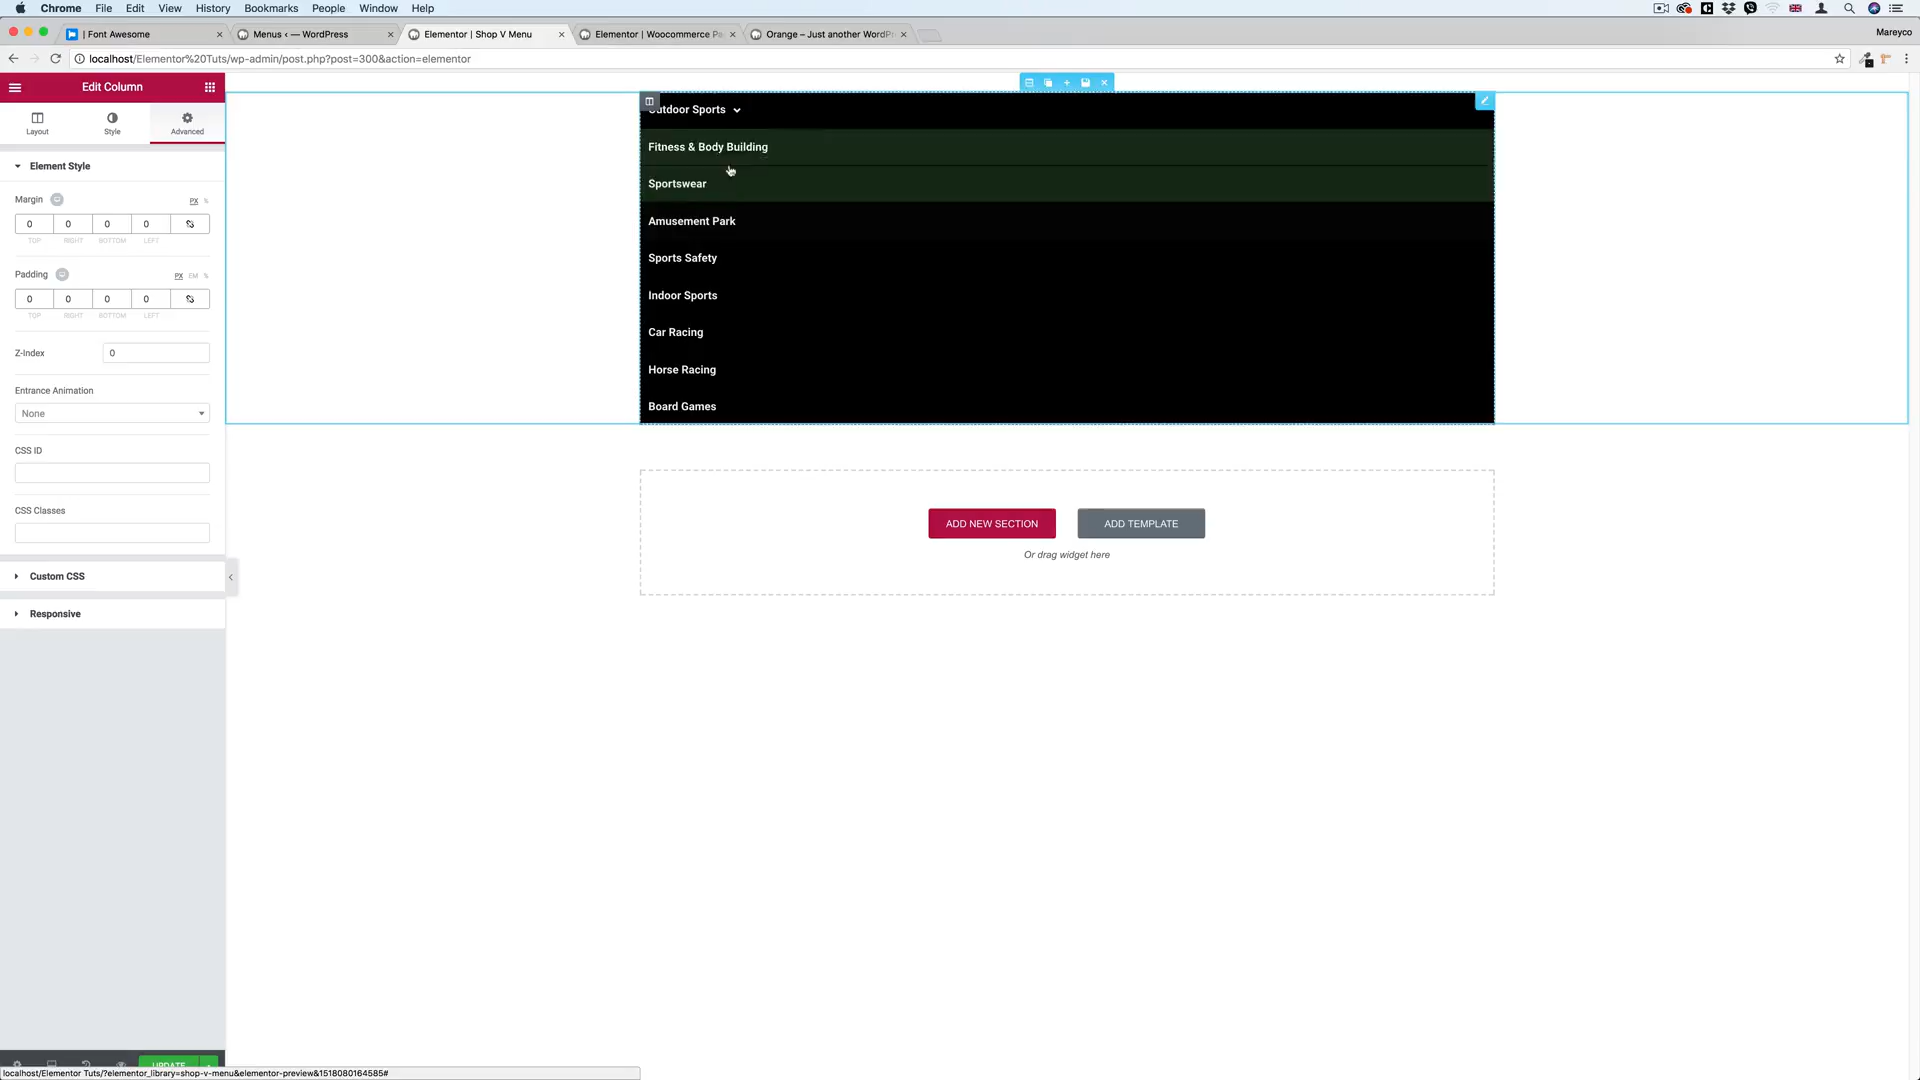 Chrome File Edit View History Bookmarks People Window Help
| Font Awesome
Menus ‹ — WordPress
Elementor | Shop V Menu
Elementor | Woocommerce P
Orange – Just another WordPr
Mareyco
localhost/Elementor%20Tuts/wp-admin/post.php?post=300&action=elementor
Edit Column
Layout Style Advanced
Element Style
Margin PX %
0 0 0 0
TOP RIGHT BOTTOM LEFT
Padding PX EM %
0 0 0 0
TOP RIGHT BOTTOM LEFT
Z-Index 0
Entrance Animation
None
CSS ID
CSS Classes
Custom CSS
Responsive
UPDATE
Outdoor Sports
Fitness & Body Building
Sportswear
Amusement Park
Sports Safety
Indoor Sports
Car Racing
Horse Racing
Board Games
ADD NEW SECTION ADD TEMPLATE
Or drag widget here
localhost/Elementor Tuts/?elementor_library=shop-v-menu&elementor-preview&1518080164585#